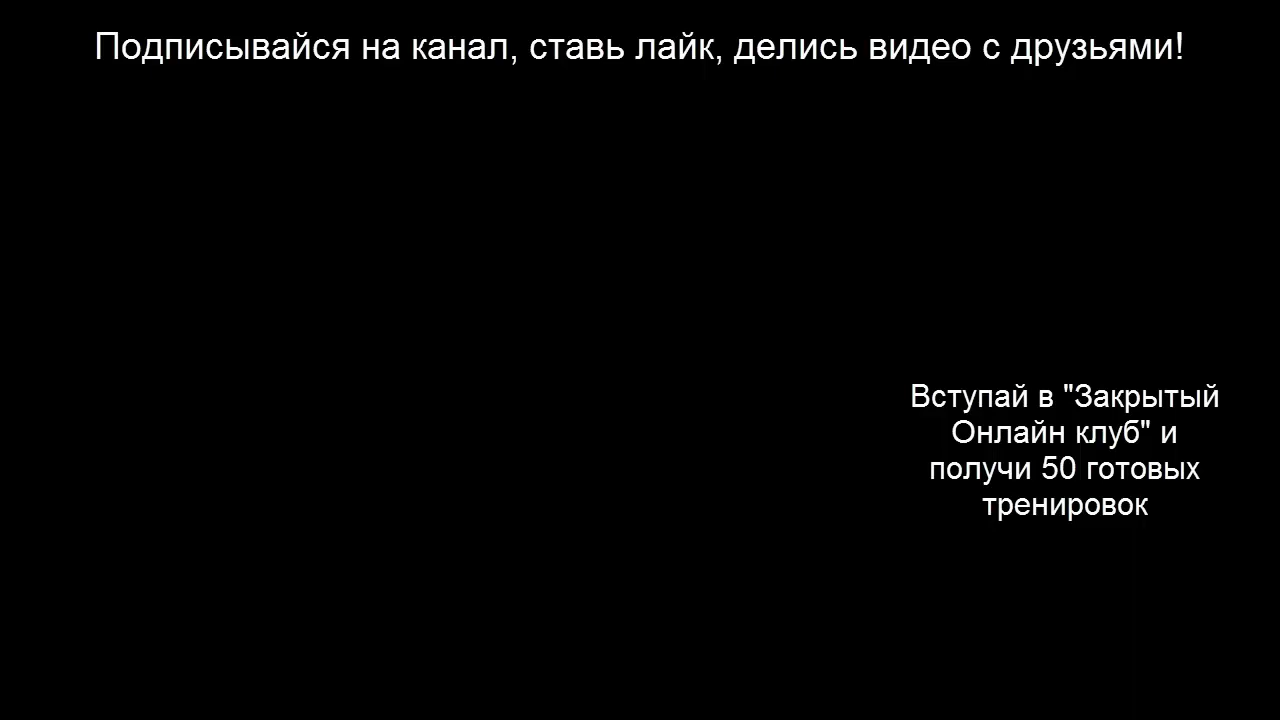 Подписывайся на канал, ставь лайк, делись видео с друзьями!
Вступай в "Закрытый
Онлайн клуб" и
получи 50 готовых
тренировок